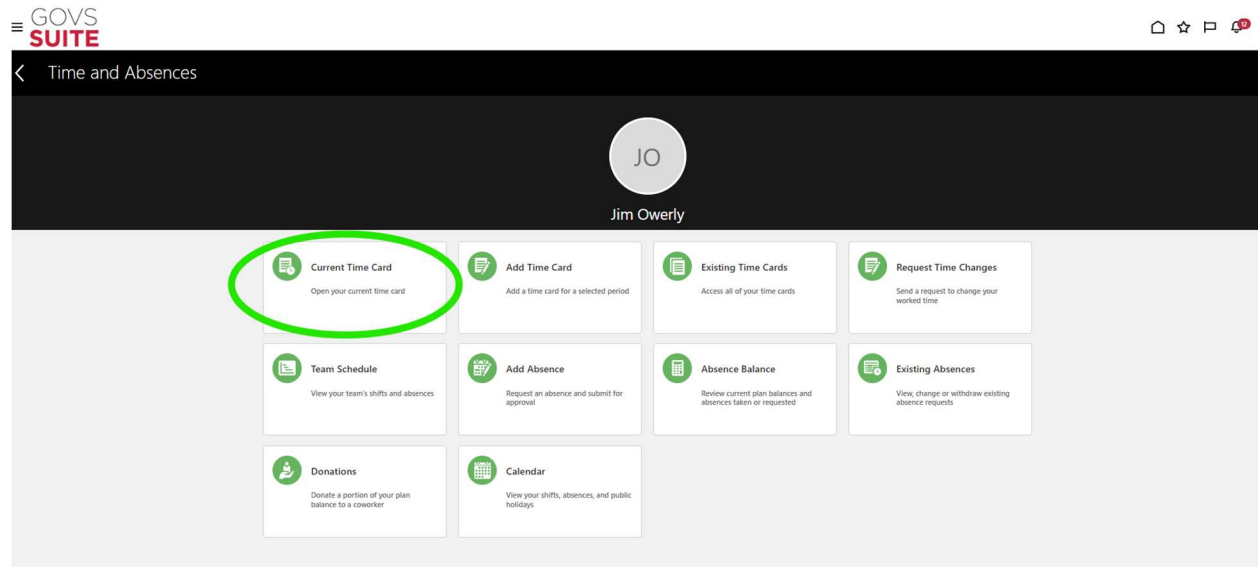 GOVS
SUITE
12
Time and Absences
JO
Jim Owerly
Current Time Card
Open your current time card
Add Time Card
Add a time card for a selected period
Existing Time Cards
Access all of your time cards
Request Time Changes
Send a request to change your
worked time
Team Schedule
View your team's shifts and absences
Add Absence
Request an absence and submit for
approval
Absence Balance
Review current plan balances and
absences taken or requested
Existing Absences
View, change or withdraw existing
absence requests
Donations
Donate a portion of your plan
balance to a coworker
Calendar
View your shifts, absences, and public
holidays